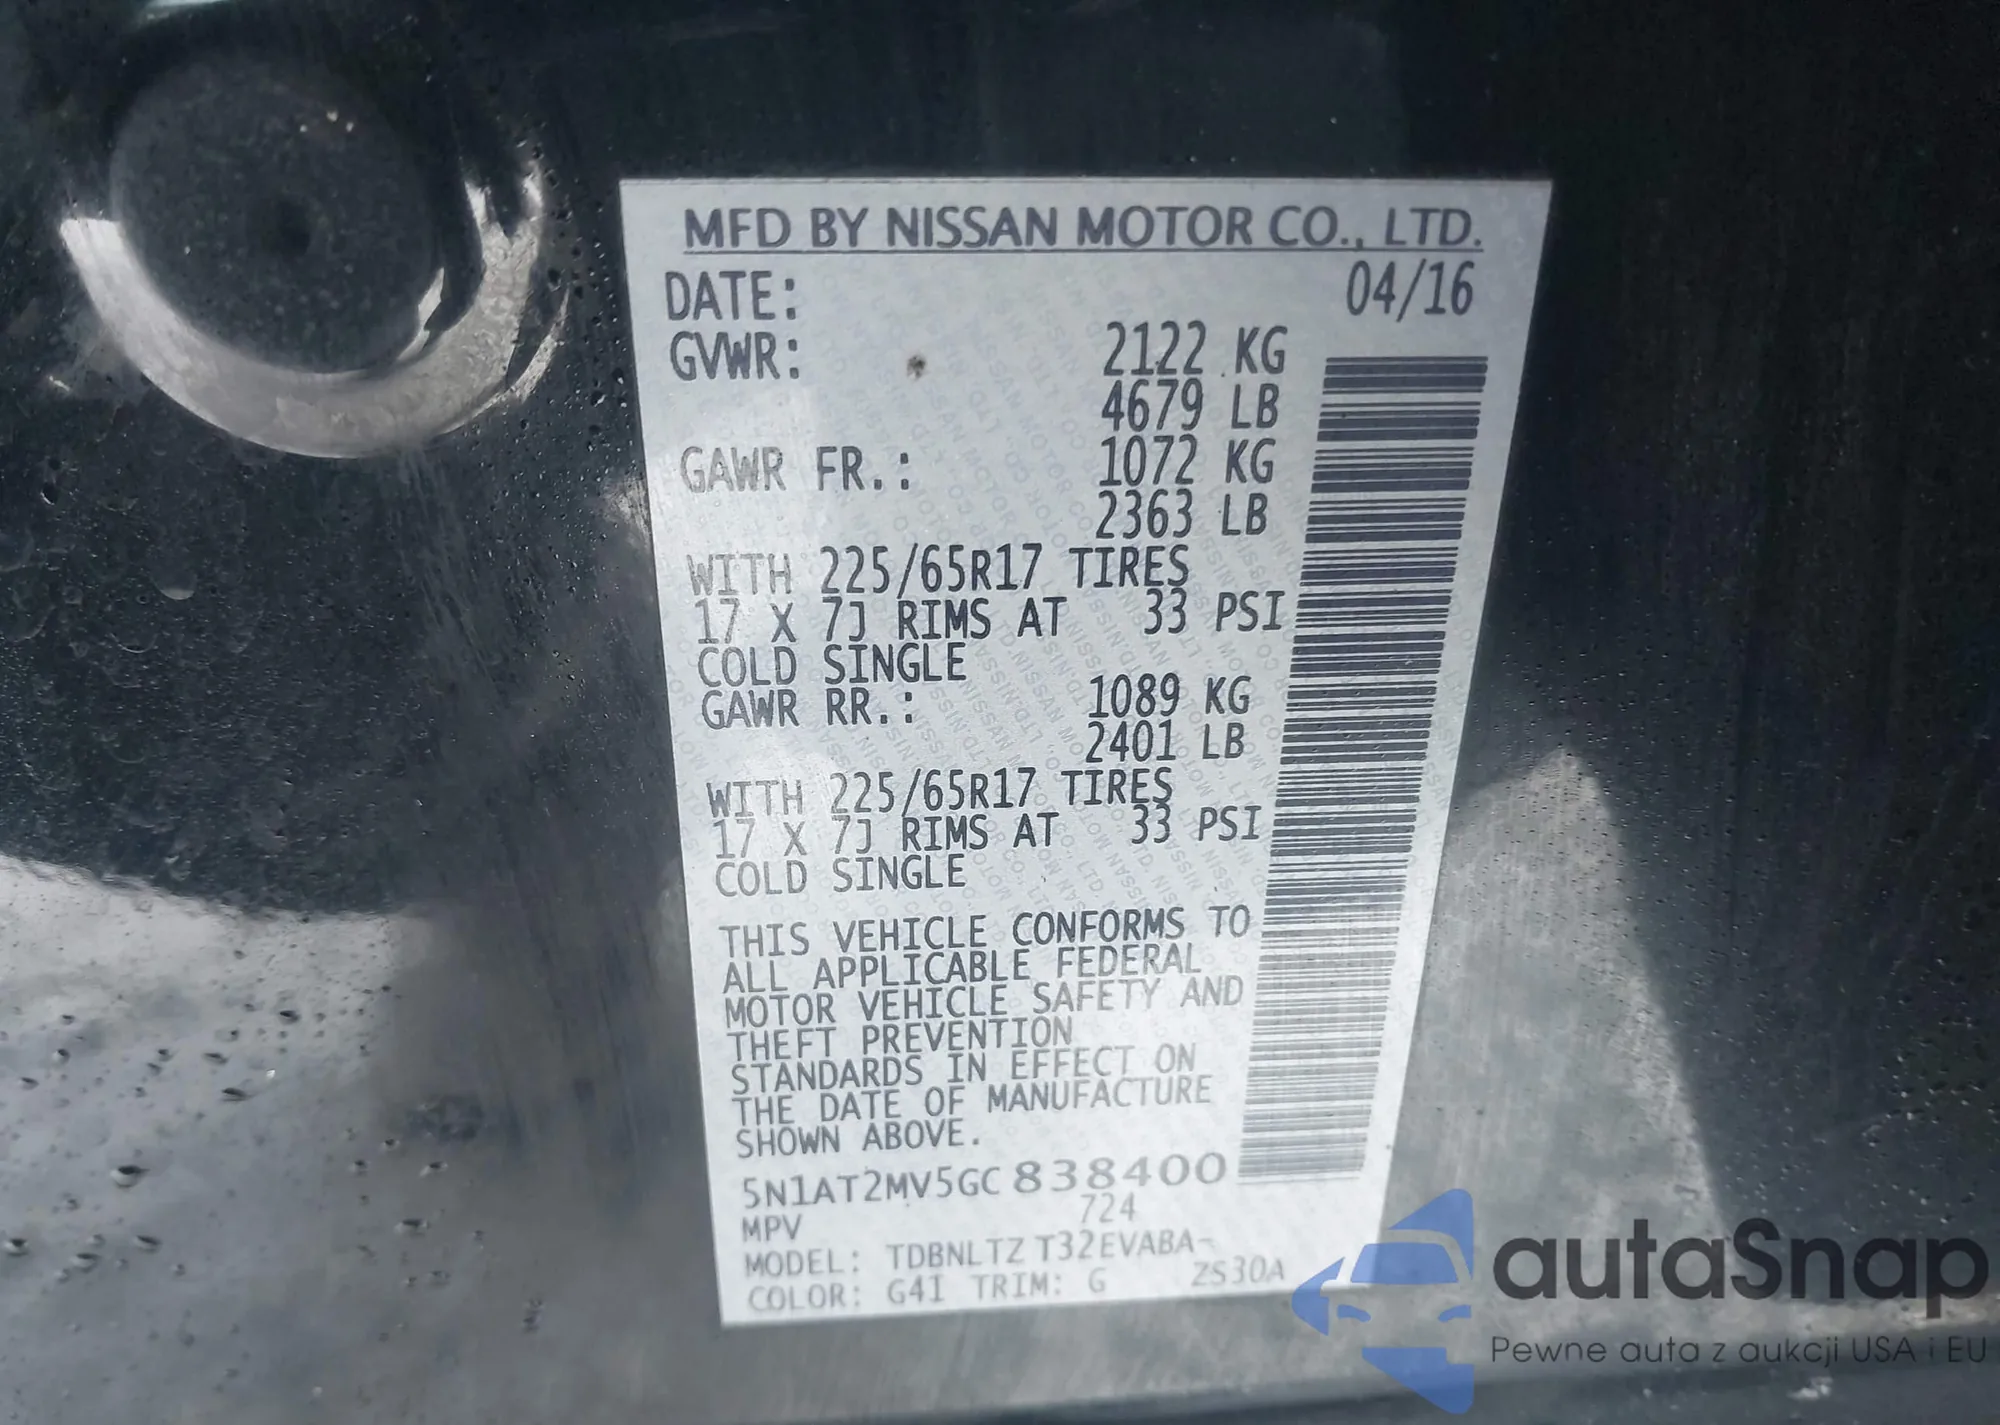 MFD BY NISSAN MOTOR CO., LTD.
DATE: 04/16
GVWR: 2122 KG
4679 LB
GAWR FR.: 1072 KG
2363 LB
WITH 225/65R17 TIRES
17 X 7J RIMS AT 33 PSI
COLD SINGLE
GAWR RR.: 1089 KG
2401 LB
WITH 225/65R17 TIRES
17 X 7J RIMS AT 33 PSI
COLD SINGLE
THIS VEHICLE CONFORMS TO
ALL APPLICABLE FEDERAL
MOTOR VEHICLE SAFETY AND
THEFT PREVENTION
STANDARDS IN EFFECT ON
THE DATE OF MANUFACTURE
SHOWN ABOVE.
5N1AT2MV5GC838400
MPV 724
MODEL: TDBNLTZ T32EVABA-
COLOR: G41 TRIM: G ZS30A
autaSnap
Pewne auta z aukcji USA i EU